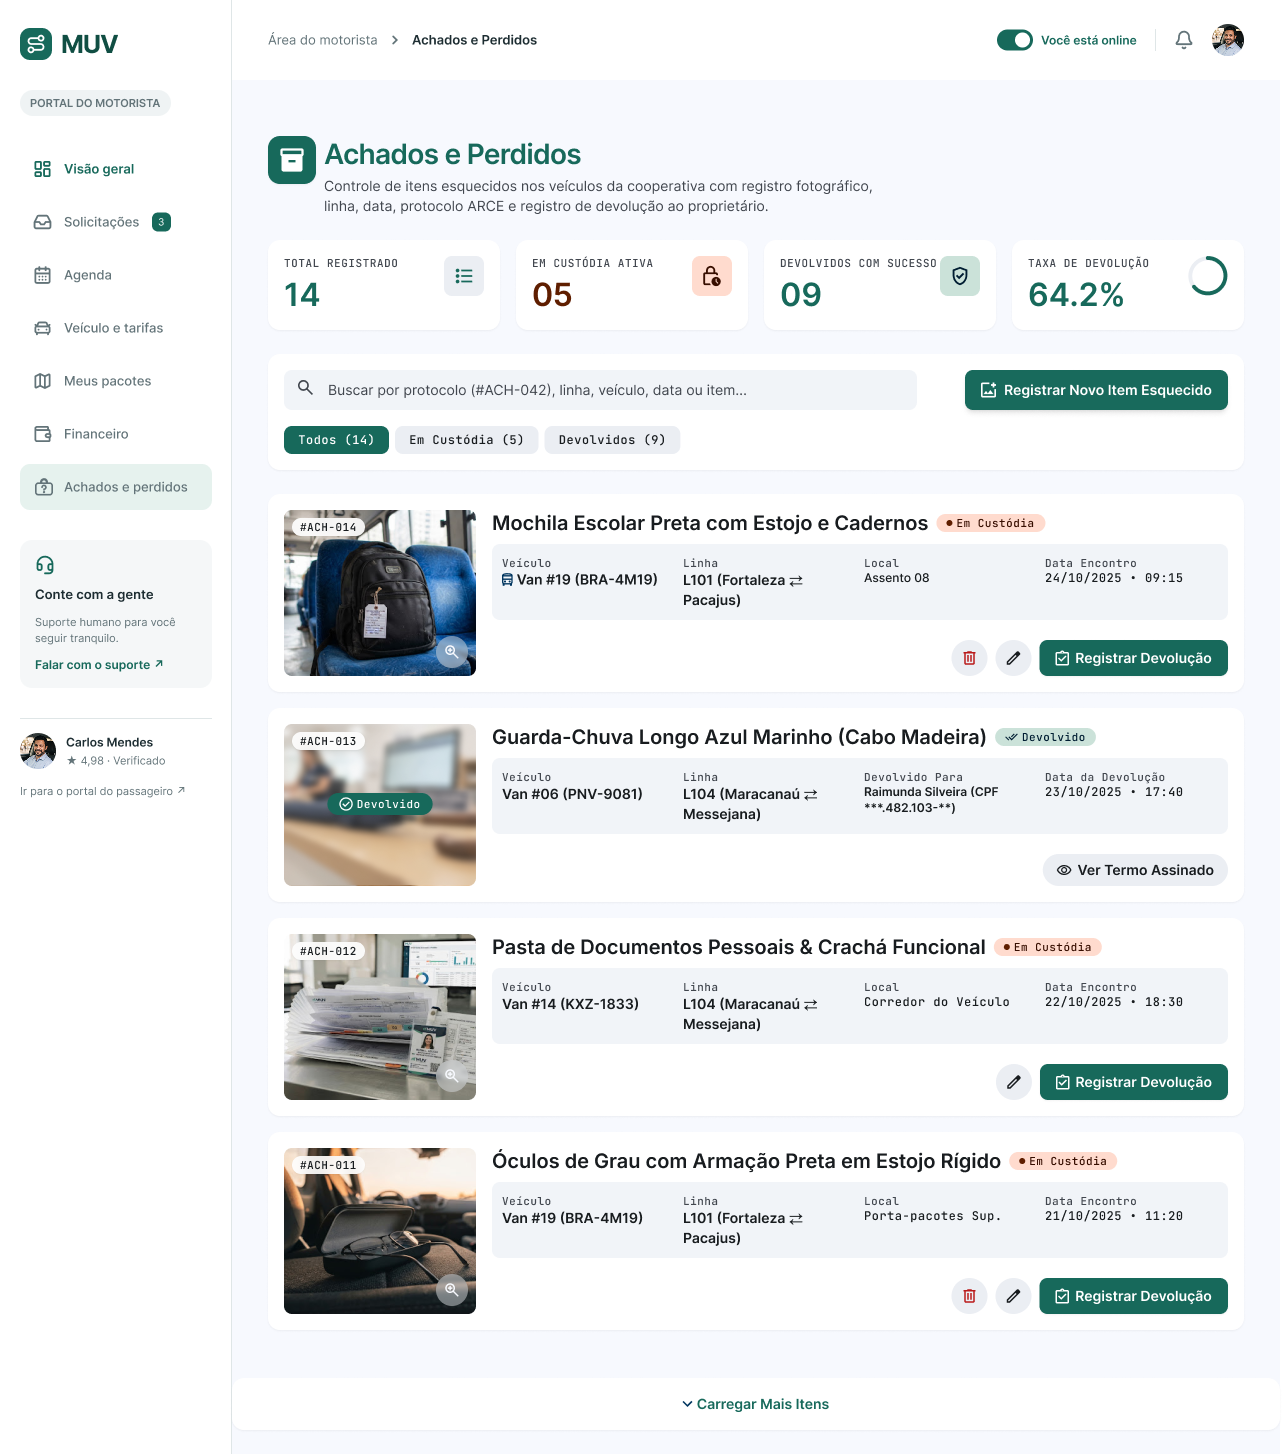 MUV
PORTAL DO MOTORISTA
Visão geral
Solicitações 3
Agenda
Veículo e tarifas
Meus pacotes
Financeiro
Achados e perdidos
Conte com a gente
Suporte humano para você
seguir tranquilo.
Falar com o suporte ↗
Carlos Mendes
★ 4,98 · Verificado
Ir para o portal do passageiro ↗
Área do motorista > Achados e Perdidos
Você está online
Achados e Perdidos
Controle de itens esquecidos nos veículos da cooperativa com registro fotográfico,
linha, data, protocolo ARCE e registro de devolução ao proprietário.
TOTAL REGISTRADO
14
EM CUSTÓDIA ATIVA
05
DEVOLVIDOS COM SUCESSO
09
TAXA DE DEVOLUÇÃO
64.2%
Buscar por protocolo (#ACH-042), linha, veículo, data ou item...
Registrar Novo Item Esquecido
Todos (14)
Em Custódia (5)
Devolvidos (9)
#ACH-014
Mochila Escolar Preta com Estojo e Cadernos
Em Custódia
Veículo
Van #19 (BRA-4M19)
Linha
L101 (Fortaleza ⇄
Pacajus)
Local
Assento 08
Data Encontro
24/10/2025 • 09:15
Registrar Devolução
#ACH-013
Devolvido
Guarda-Chuva Longo Azul Marinho (Cabo Madeira)
Devolvido
Veículo
Van #06 (PNV-9081)
Linha
L104 (Maracanaú ⇄
Messejana)
Devolvido Para
Raimunda Silveira (CPF
***.482.103-**)
Data da Devolução
23/10/2025 • 17:40
Ver Termo Assinado
#ACH-012
Pasta de Documentos Pessoais & Crachá Funcional
Em Custódia
Veículo
Van #14 (KXZ-1833)
Linha
L104 (Maracanaú ⇄
Messejana)
Local
Corredor do Veículo
Data Encontro
22/10/2025 • 18:30
Registrar Devolução
#ACH-011
Óculos de Grau com Armação Preta em Estojo Rígido
Em Custódia
Veículo
Van #19 (BRA-4M19)
Linha
L101 (Fortaleza ⇄
Pacajus)
Local
Porta-pacotes Sup.
Data Encontro
21/10/2025 • 11:20
Registrar Devolução
Carregar Mais Itens